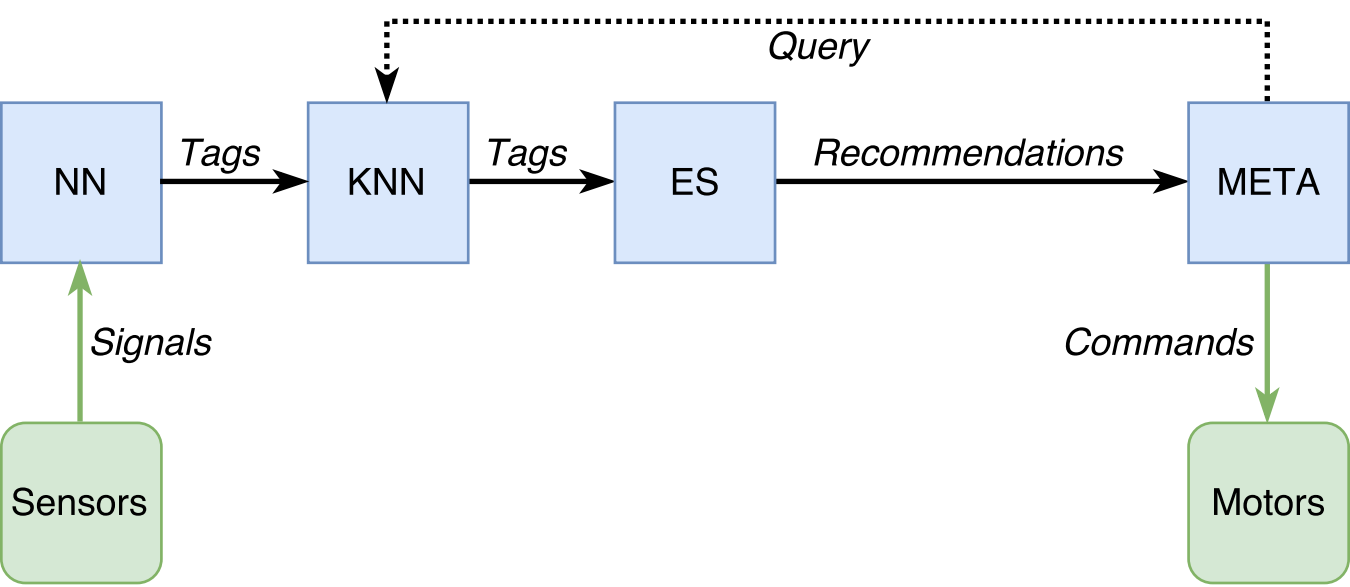 Query
NN
Tags
KNN
Tags
ES
Recommendations
META
Signals
Commands
Sensors
Motors